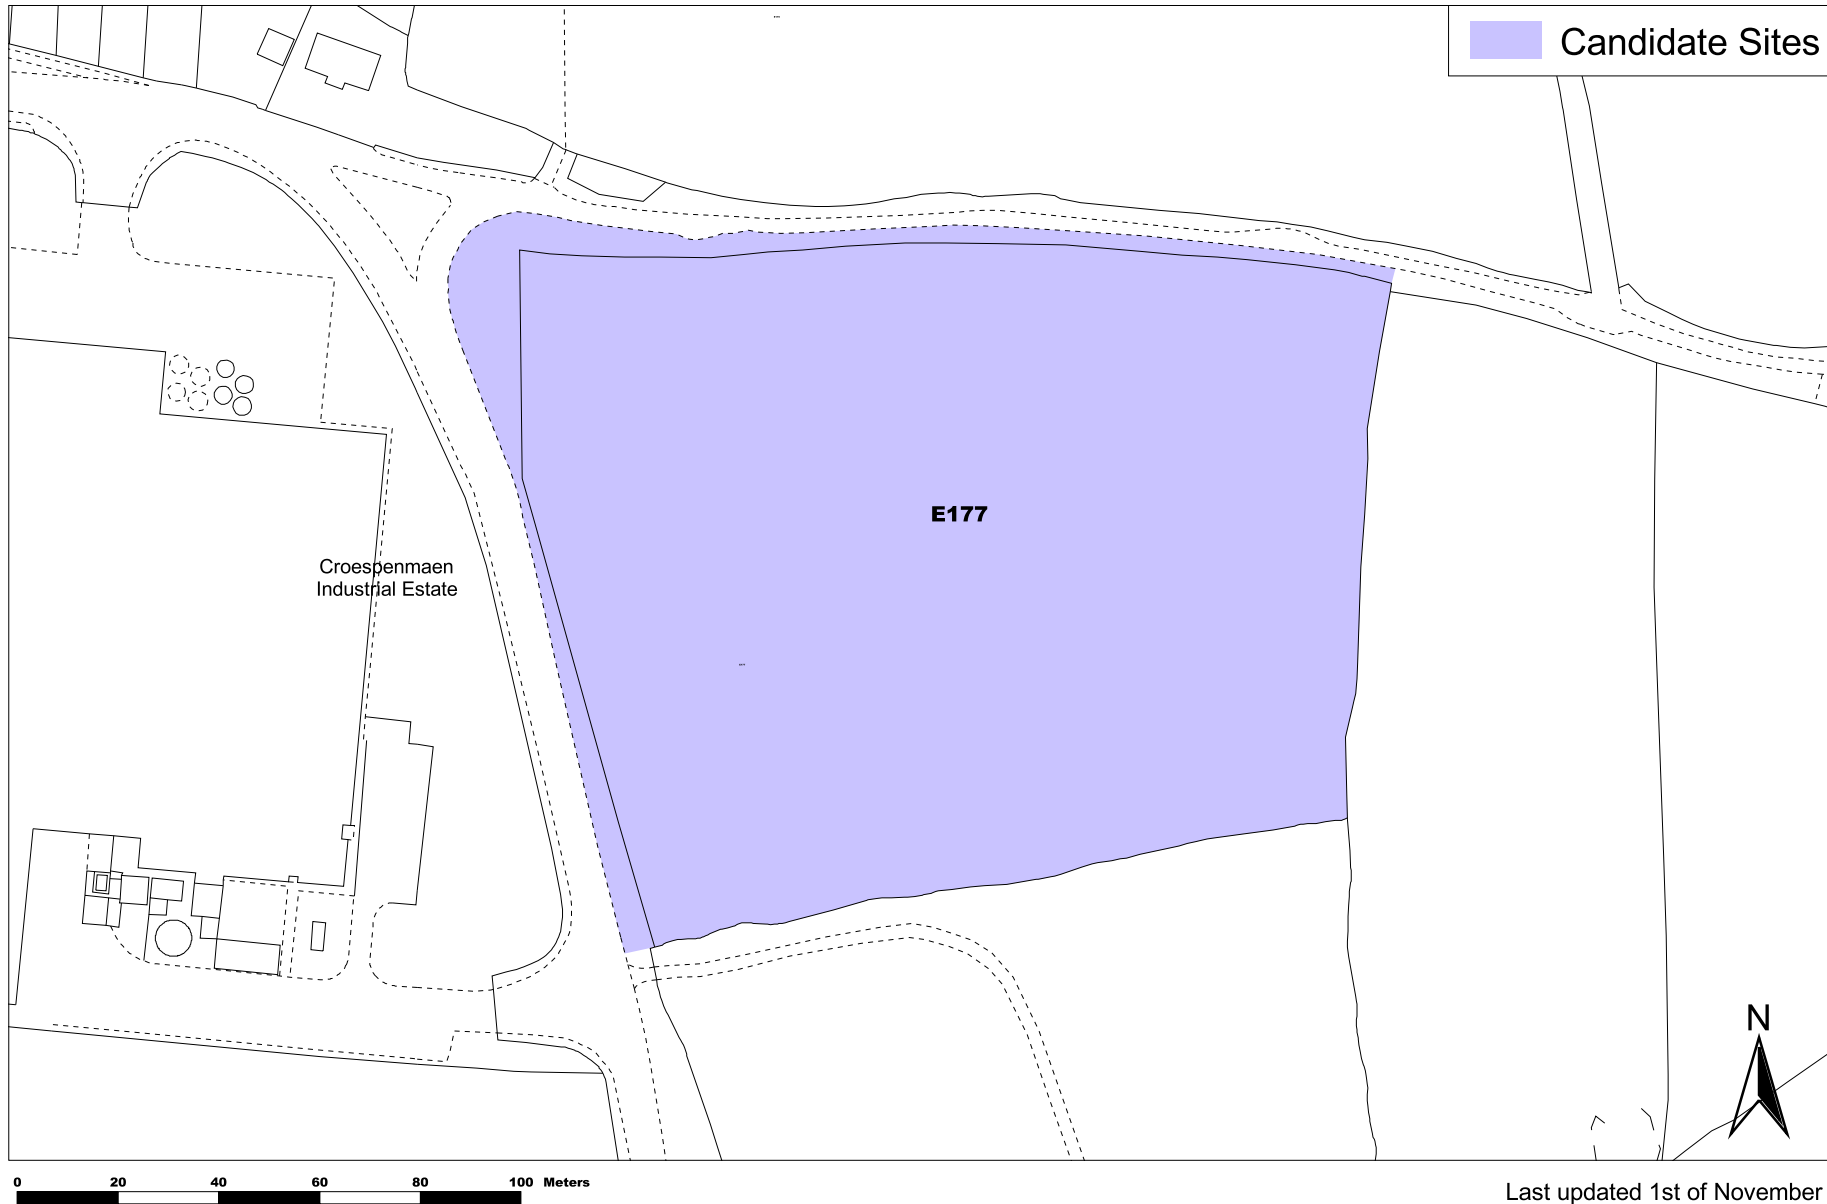 Candidate Sites
E177
Croespenmaen
Industrial Estate
N
0 20 40 60 80 100 Meters
Last updated 1st of November